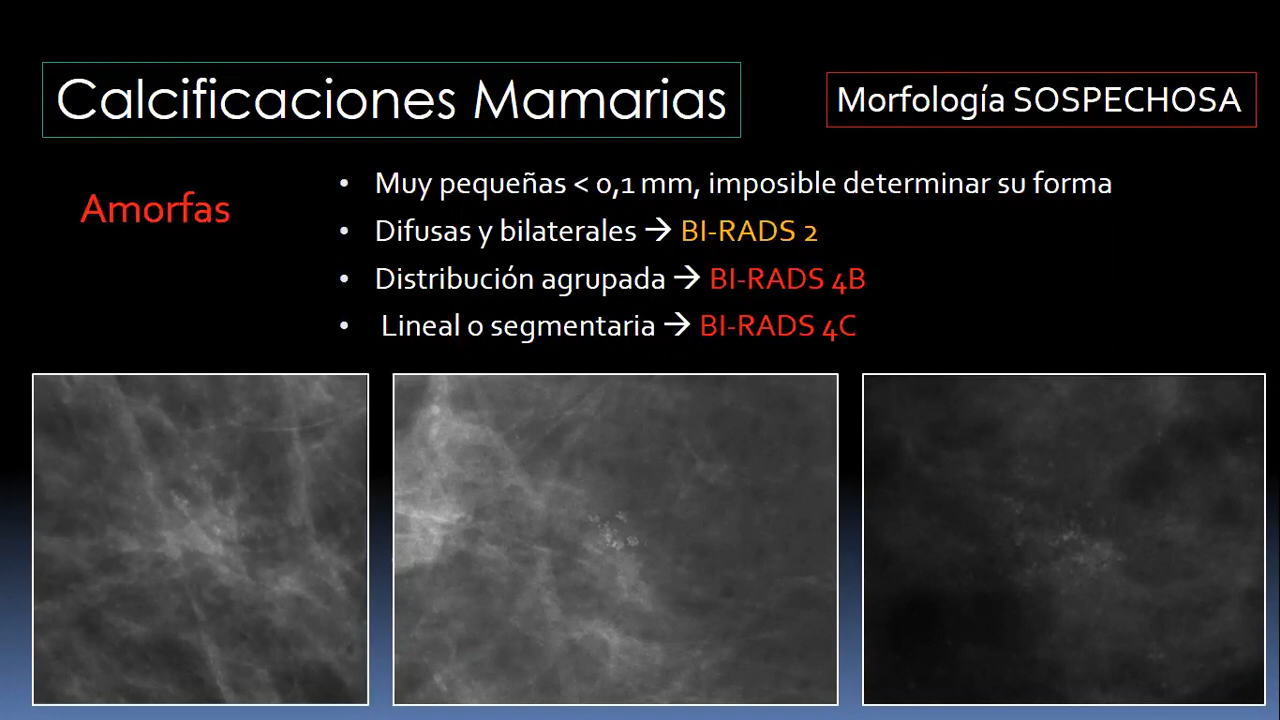 Calcificaciones Mamarias
Morfología SOSPECHOSA
Amorfas
• Muy pequeñas < 0,1 mm, imposible determinar su forma
• Difusas y bilaterales → BI-RADS 2
• Distribución agrupada → BI-RADS 4B
• Lineal o segmentaria → BI-RADS 4C